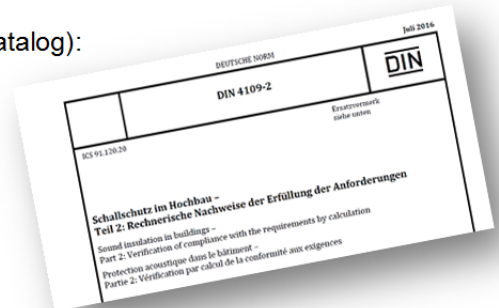 atalog):
Juli 2016
DEUTSCHE NORM
DIN 4109-2
DIN
Ersatzvermerk
siehe unten
ICS 91.120.20
Schallschutz im Hochbau –
Teil 2: Rechnerische Nachweise der Erfüllung der Anforderungen
Sound insulation in buildings –
Part 2: Verification of compliance with the requirements by calculation
Protection acoustique dans le bâtiment –
Partie 2: Vérification par calcul de la conformité aux exigences